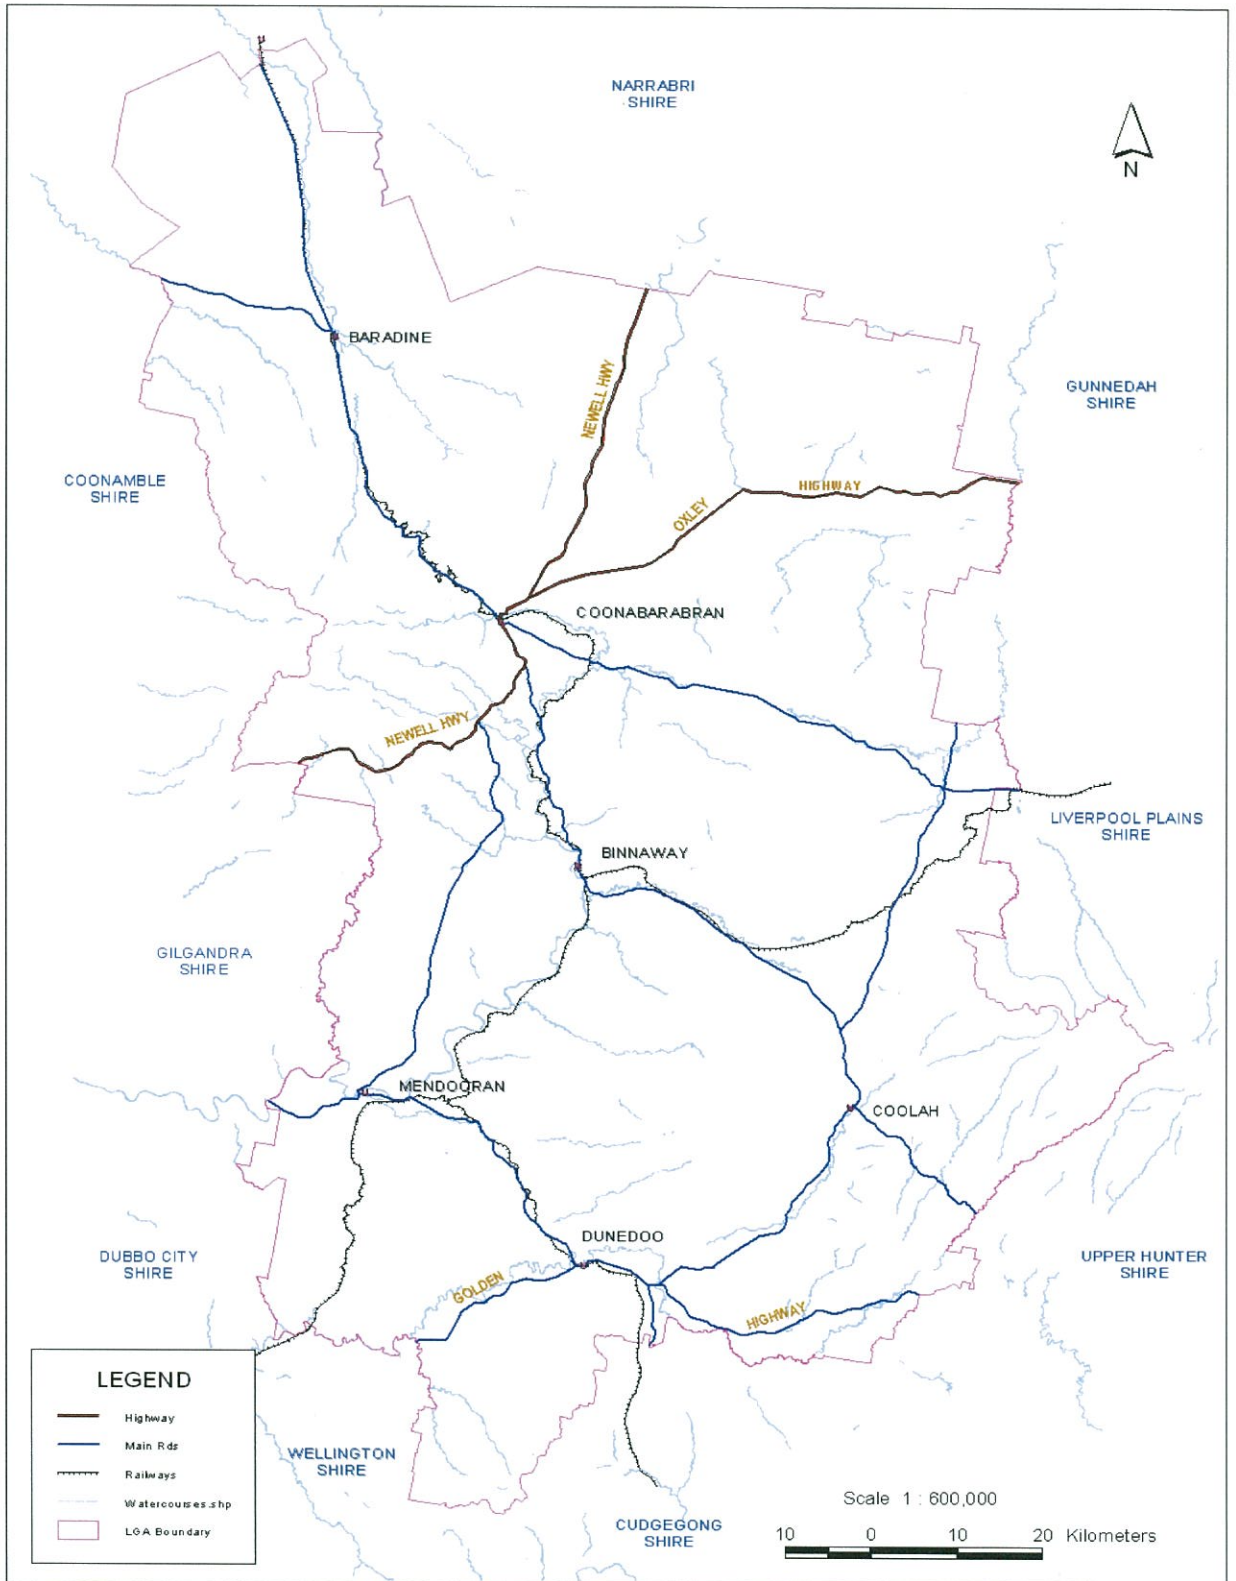 NARRABRI
SHIRE
N
BARADINE
NEWELL HWY
GUNNEDAH
SHIRE
COONAMBLE
SHIRE
HIGHWAY
OXLEY
COONABARABRAN
NEWELL HWY
LIVERPOOL PLAINS
SHIRE
BINNAWAY
GILGANDRA
SHIRE
MENDOORAN
COOLAH
DUNEDOO
DUBBO CITY
SHIRE
UPPER HUNTER
SHIRE
GOLDEN
HIGHWAY
LEGEND
Highway
Main Rds
Railways
Watercourses.shp
LGA Boundary
WELLINGTON
SHIRE
CUDGEGONG
SHIRE
Scale 1 : 600,000
10 0 10 20 Kilometers